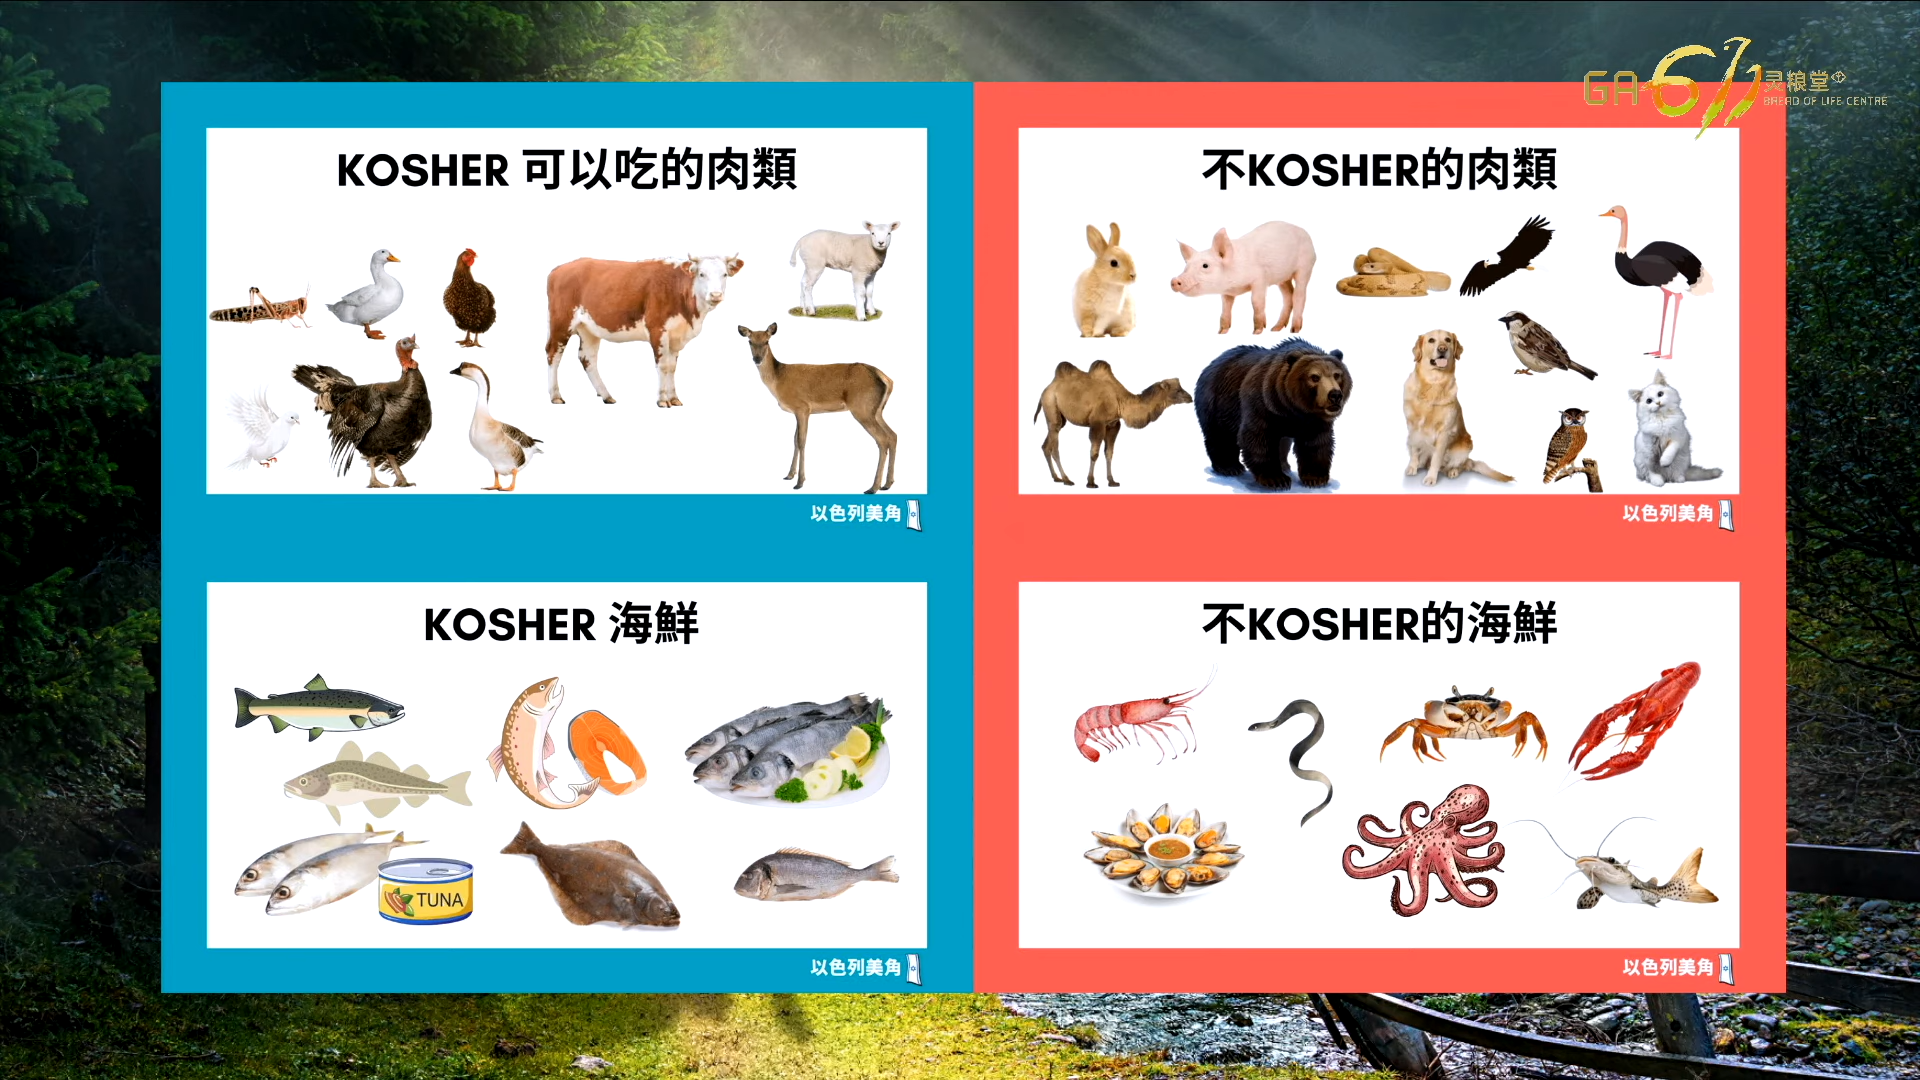 GA 611 灵粮堂
BREAD OF LIFE CENTRE
KOSHER 可以吃的肉類
以色列美角
不KOSHER的肉類
以色列美角
KOSHER 海鮮
TUNA
以色列美角
不KOSHER的海鮮
以色列美角